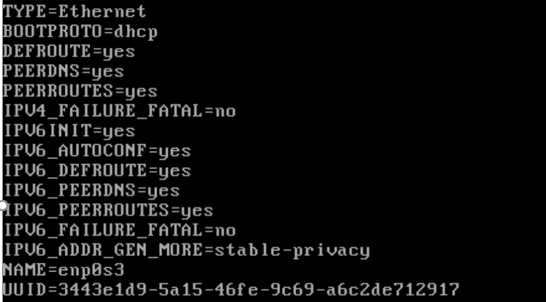 TYPE=Ethernet
BOOTPROTO=dhcp
DEFROUTE=yes
PEERDNS=yes
PEERROUTES=yes
IPV4_FAILURE_FATAL=no
IPV6INIT=yes
IPV6_AUTOCONF=yes
IPV6_DEFROUTE=yes
IPV6_PEERDNS=yes
IPV6_PEERROUTES=yes
IPV6_FAILURE_FATAL=no
IPV6_ADDR_GEN_MORE=stable-privacy
NAME=enp0s3
UUID=3443e1d9-5a15-46fe-9c69-a6c2de712917